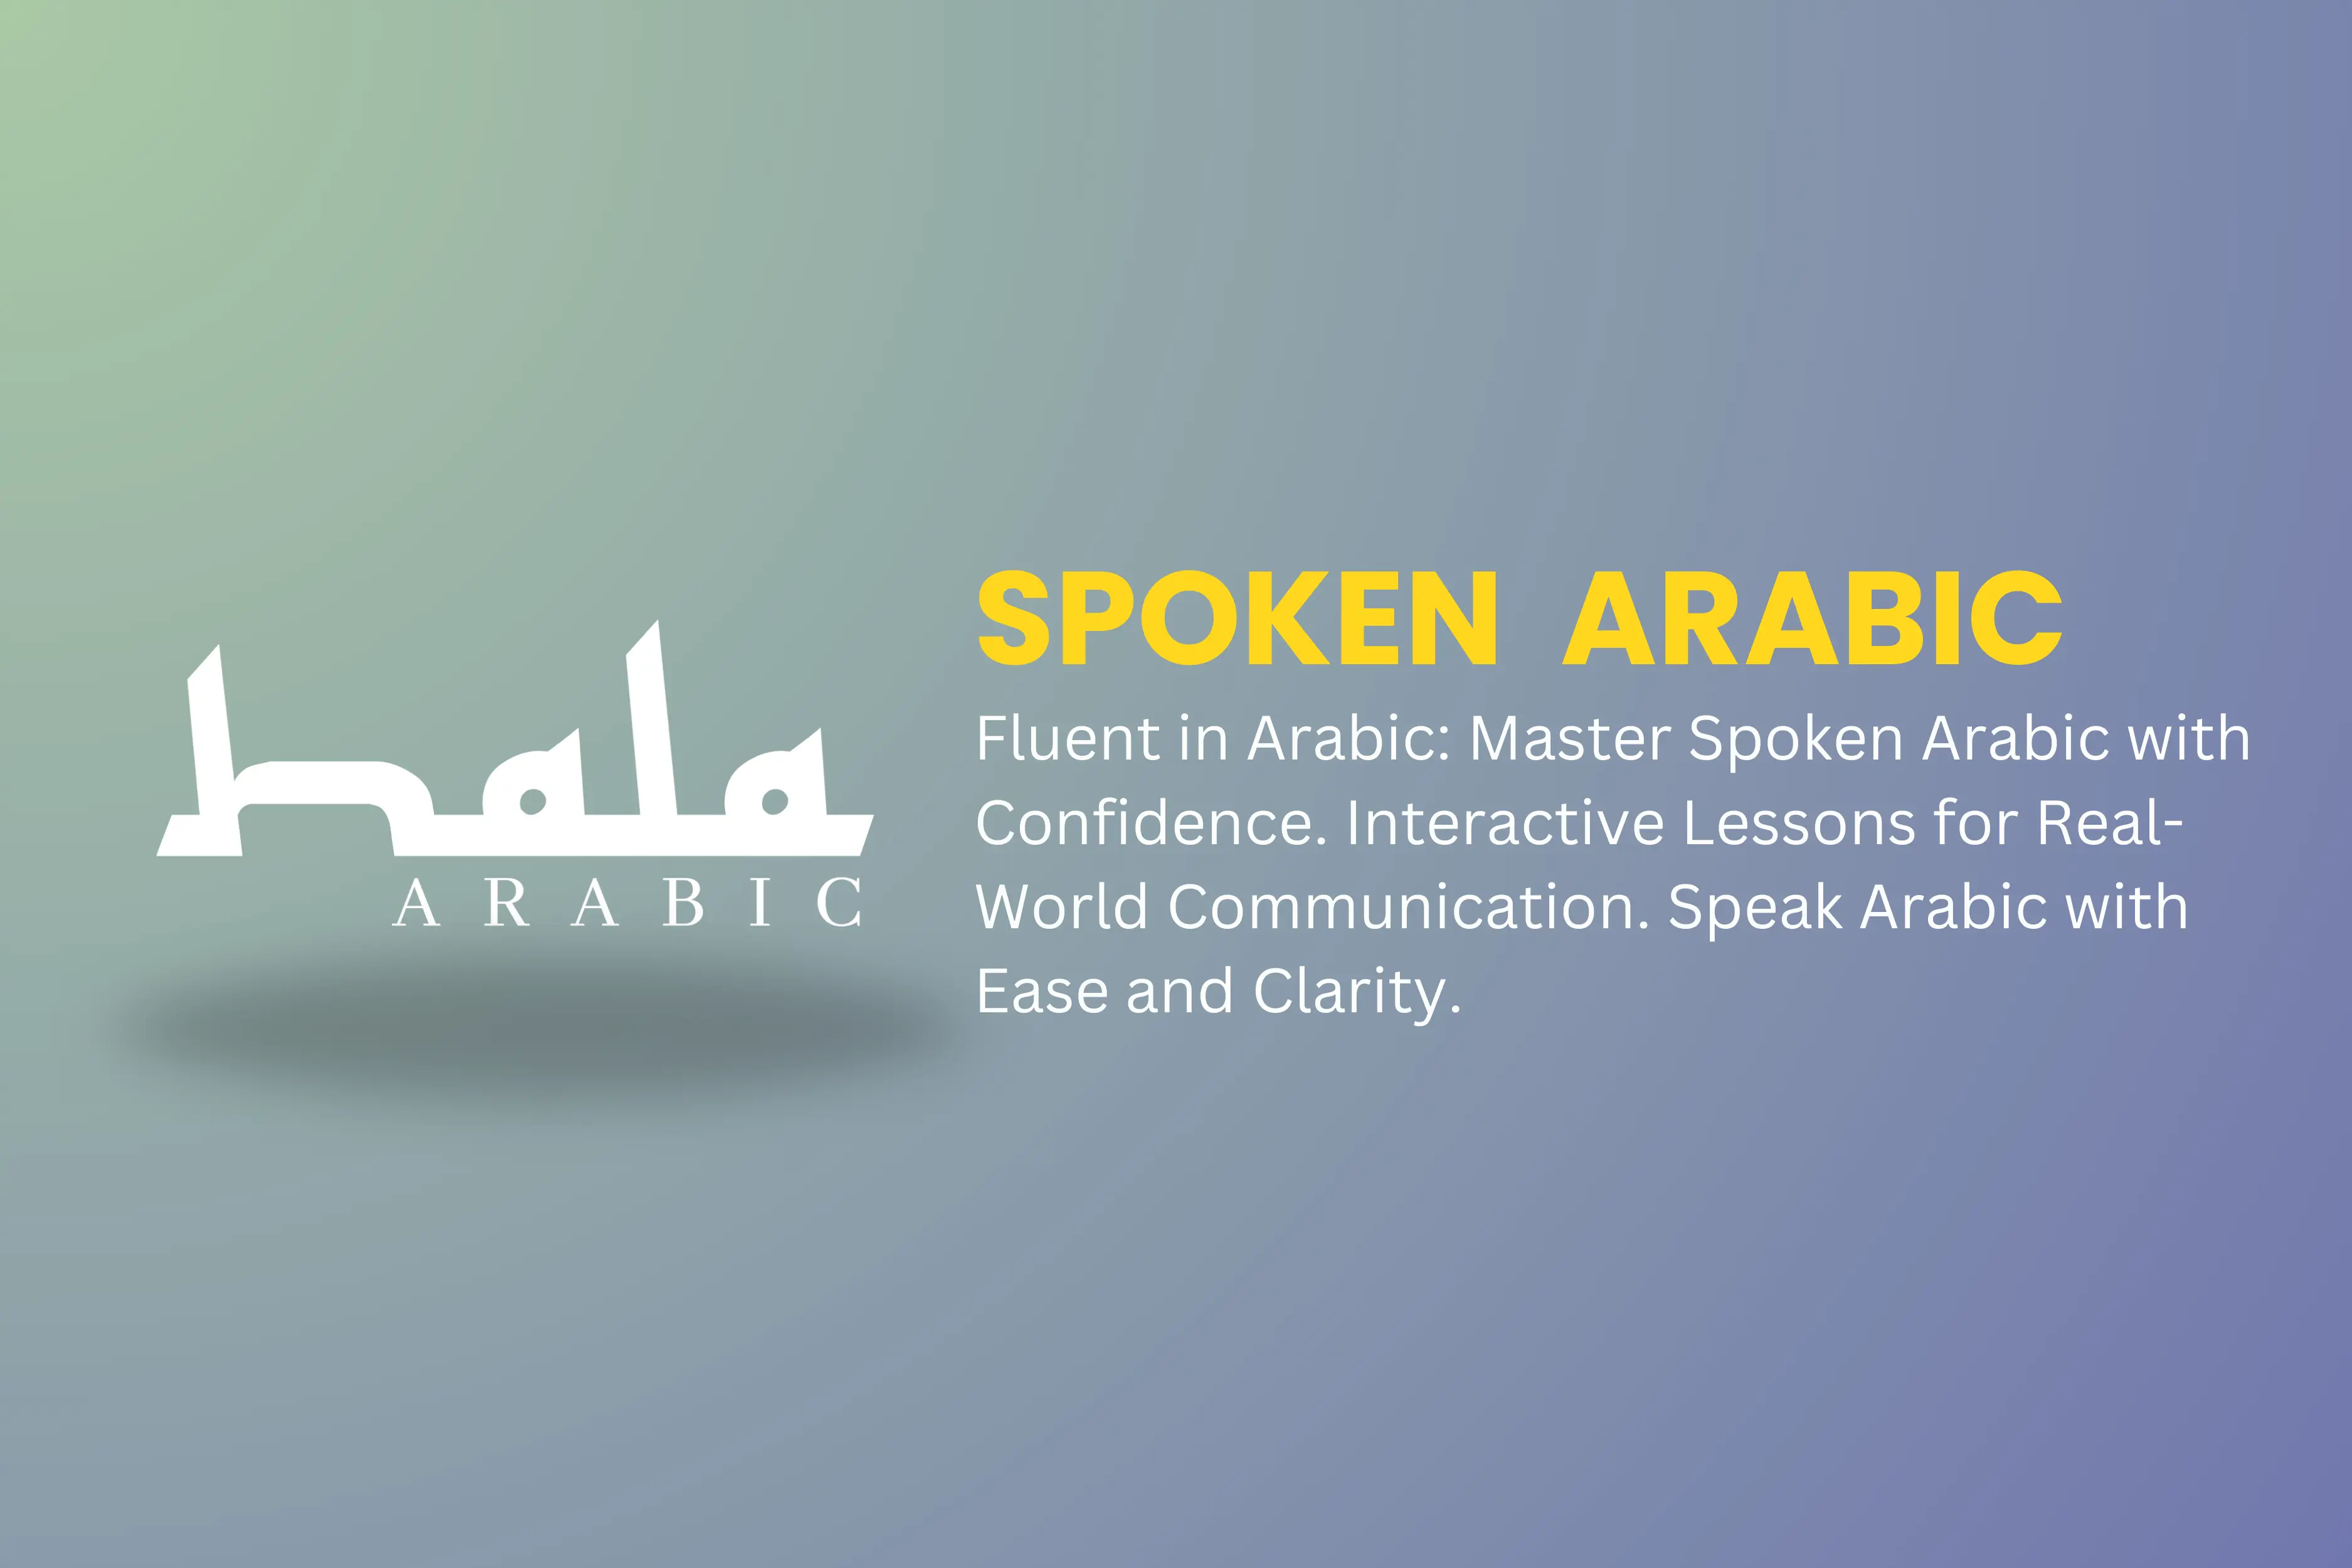 hala
ARABIC
SPOKEN ARABIC
Fluent in Arabic: Master Spoken Arabic with
Confidence. Interactive Lessons for Real-
World Communication. Speak Arabic with
Ease and Clarity.